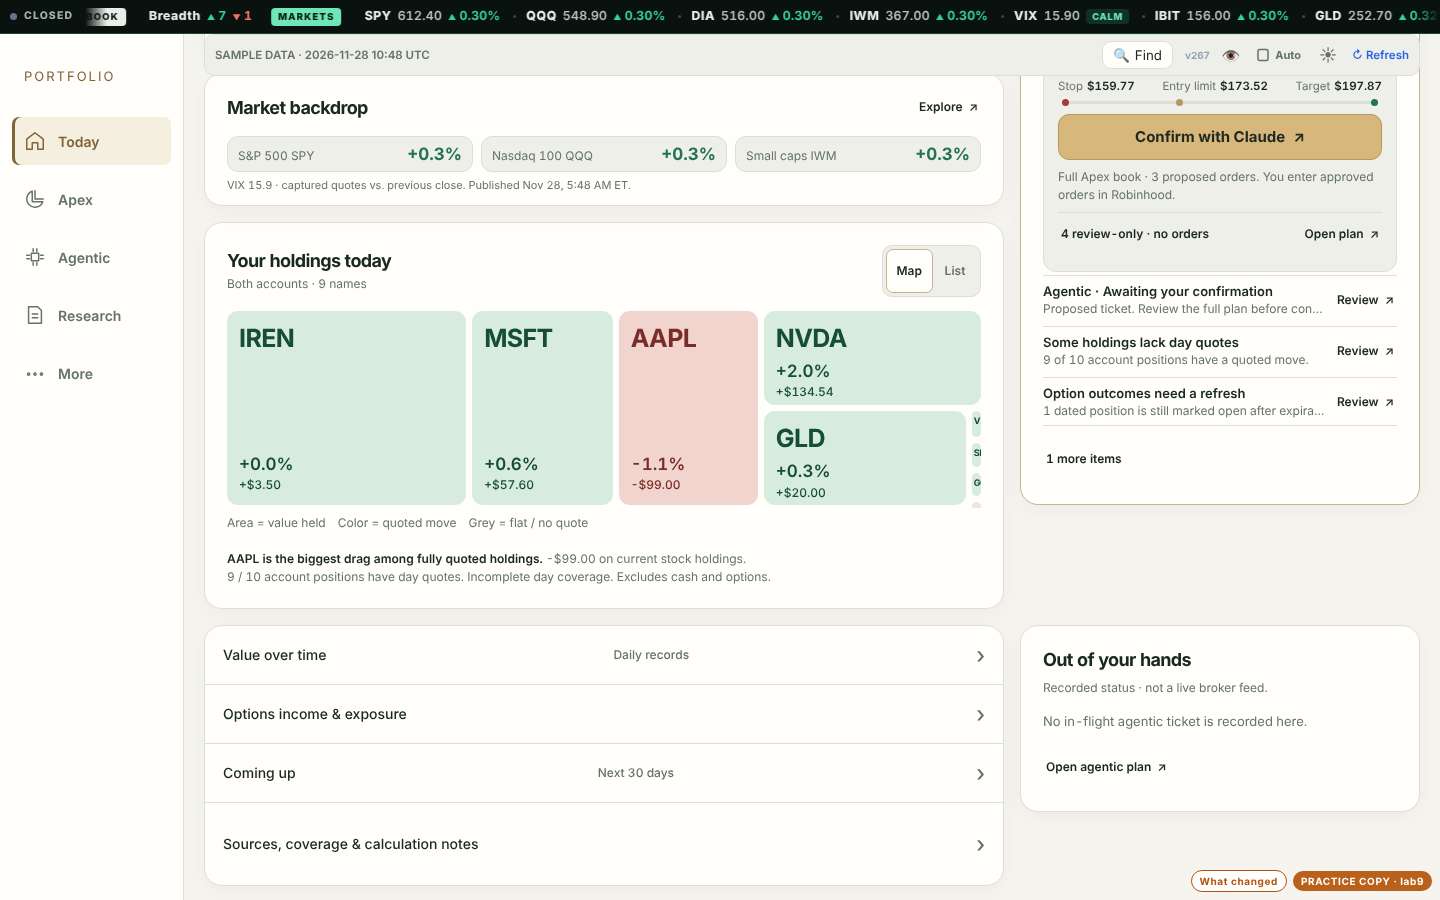 CLOSED BOOK Breadth ▲7 ▼1 MARKETS SPY 612.40 ▲0.30% · QQQ 548.90 ▲0.30% · DIA 516.00 ▲0.30% · IWM 367.00 ▲0.30% · VIX 15.90 CALM · IBIT 156.00 ▲0.30% · GLD 252.70 ▲0.32
SAMPLE DATA · 2026-11-28 10:48 UTC
Find v267 Auto Refresh
PORTFOLIO
Today
Apex
Agentic
Research
More
Market backdrop
Explore ↗
S&P 500 SPY +0.3%
Nasdaq 100 QQQ +0.3%
Small caps IWM +0.3%
VIX 15.9 · captured quotes vs. previous close. Published Nov 28, 5:48 AM ET.
Your holdings today
Both accounts · 9 names
Map List
IREN
+0.0%
+$3.50
MSFT
+0.6%
+$57.60
AAPL
-1.1%
-$99.00
NVDA
+2.0%
+$134.54
GLD
+0.3%
+$20.00
Area = value held Color = quoted move Grey = flat / no quote
AAPL is the biggest drag among fully quoted holdings. -$99.00 on current stock holdings.
9 / 10 account positions have day quotes. Incomplete day coverage. Excludes cash and options.
Value over time Daily records
Options income & exposure
Coming up Next 30 days
Sources, coverage & calculation notes
Stop $159.77 Entry limit $173.52 Target $197.87
Confirm with Claude ↗
Full Apex book · 3 proposed orders. You enter approved
orders in Robinhood.
4 review-only · no orders Open plan ↗
Agentic · Awaiting your confirmation
Proposed ticket. Review the full plan before con...
Review ↗
Some holdings lack day quotes
9 of 10 account positions have a quoted move.
Review ↗
Option outcomes need a refresh
1 dated position is still marked open after expira...
Review ↗
1 more items
Out of your hands
Recorded status · not a live broker feed.
No in-flight agentic ticket is recorded here.
Open agentic plan ↗
What changed PRACTICE COPY · lab9